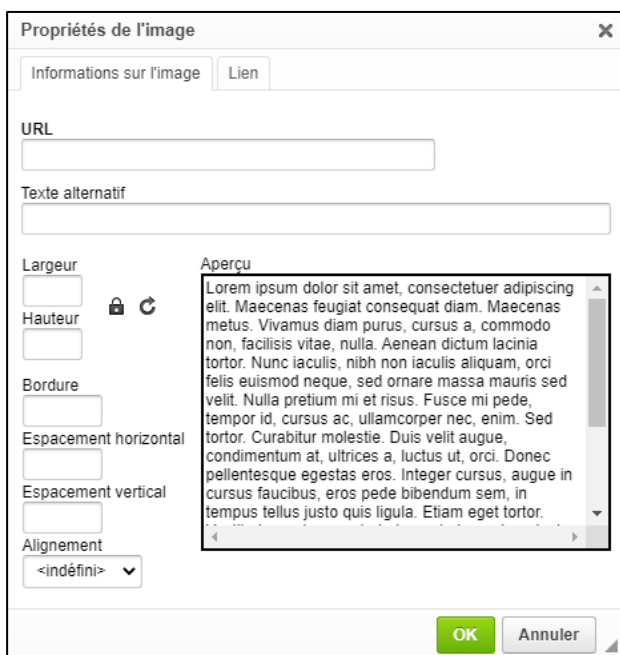 Propriétés de l'image
Informations sur l'image
Lien
URL
Texte alternatif
Largeur
Hauteur
Bordure
Espacement horizontal
Espacement vertical
Alignement
<indéfini>
Aperçu
Lorem ipsum dolor sit amet, consectetuer adipiscing
elit. Maecenas feugiat consequat diam. Maecenas
metus. Vivamus diam purus, cursus a, commodo
non, facilisis vitae, nulla. Aenean dictum lacinia
tortor. Nunc iaculis, nibh non iaculis aliquam, orci
felis euismod neque, sed ornare massa mauris sed
velit. Nulla pretium mi et risus. Fusce mi pede,
tempor id, cursus ac, ullamcorper nec, enim. Sed
tortor. Curabitur molestie. Duis velit augue,
condimentum at, ultrices a, luctus ut, orci. Donec
pellentesque egestas eros. Integer cursus, augue in
cursus faucibus, eros pede bibendum sem, in
tempus tellus justo quis ligula. Etiam eget tortor.
OK
Annuler